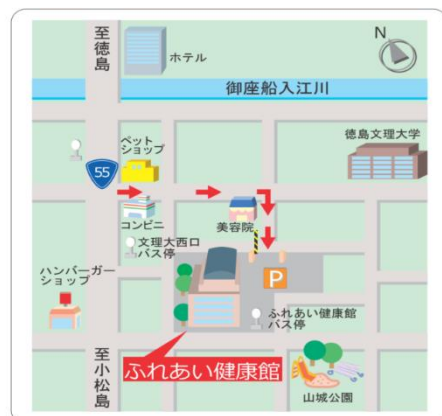 至徳島
ホテル
N
御座船入江川
徳島文理大学
ペット
ショップ
55
コンビニ
美容院
文理大西口
バス停
ハンバーガー
ショップ
P
ふれあい健康館
バス停
至小松島
ふれあい健康館
山城公園